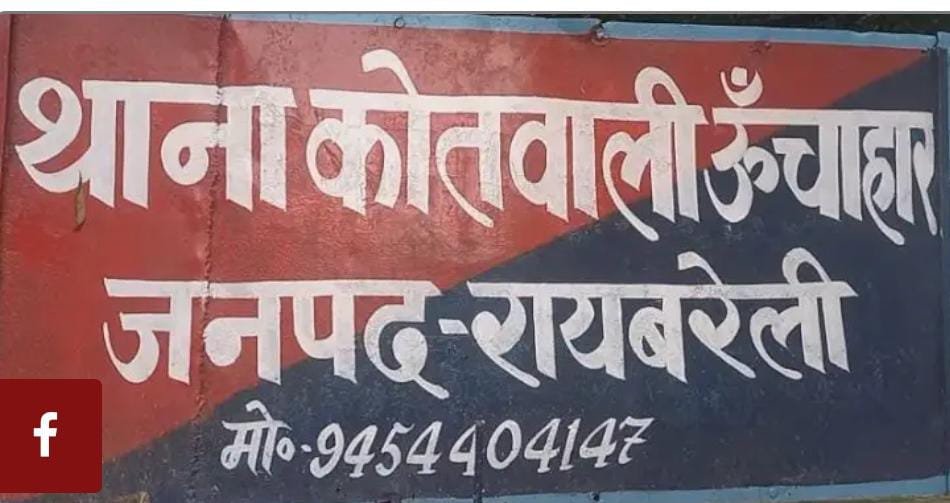 थाना कोतवाली ऊँचाहार
जनपद-रायबरेली
मो०-9454404147
f